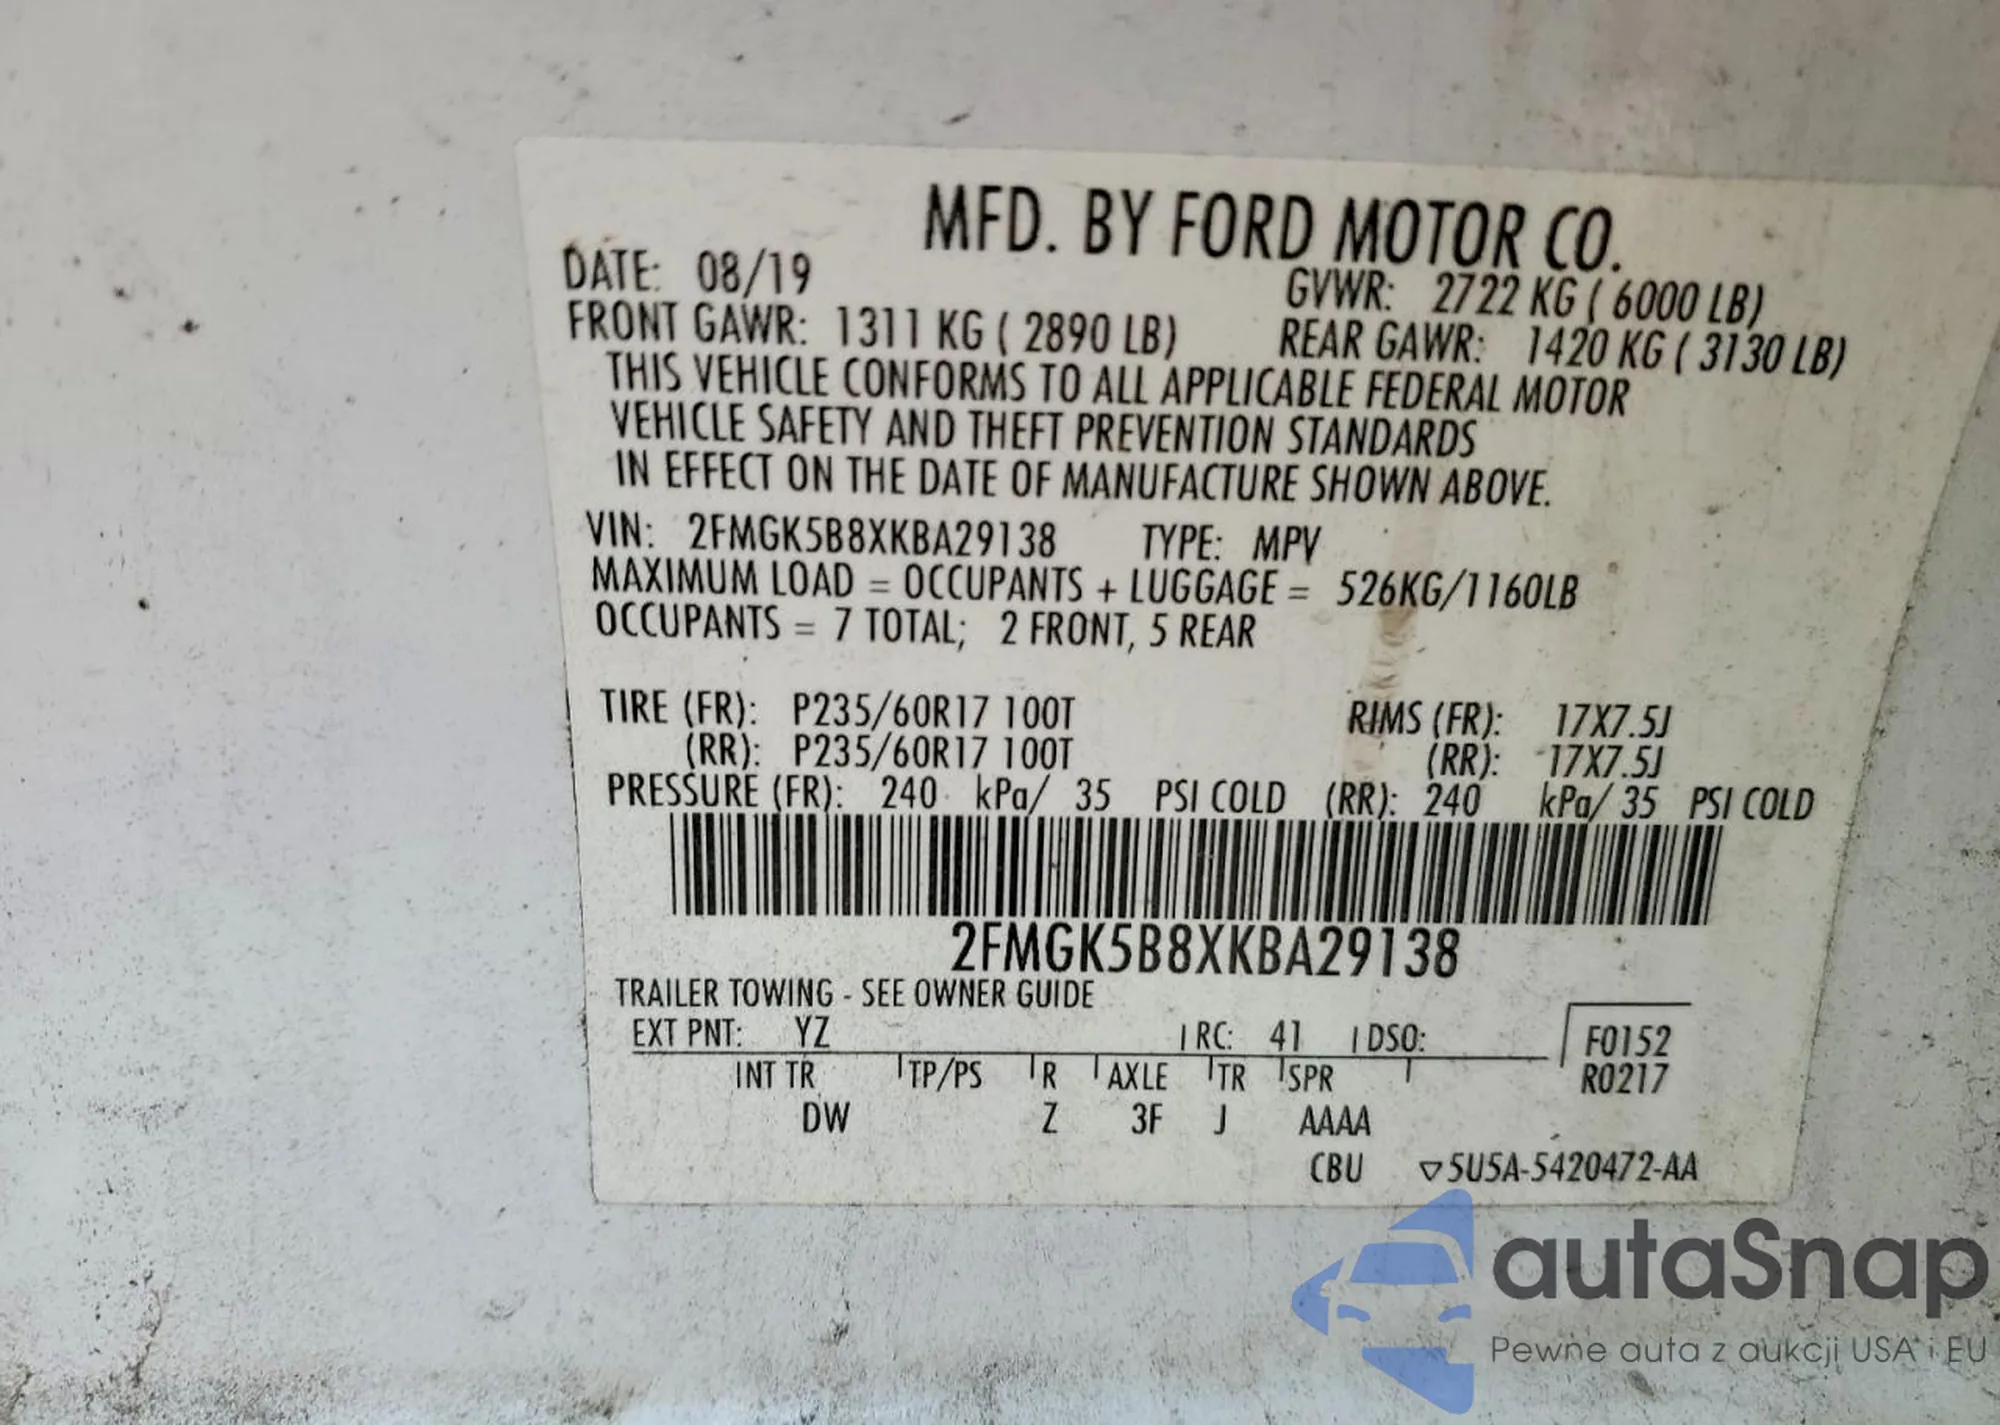 MFD. BY FORD MOTOR CO.
DATE: 08/19
GVWR: 2722 KG ( 6000 LB)
FRONT GAWR: 1311 KG ( 2890 LB) REAR GAWR: 1420 KG ( 3130 LB)
THIS VEHICLE CONFORMS TO ALL APPLICABLE FEDERAL MOTOR
VEHICLE SAFETY AND THEFT PREVENTION STANDARDS
IN EFFECT ON THE DATE OF MANUFACTURE SHOWN ABOVE.
VIN: 2FMGK5B8XKBA29138 TYPE: MPV
MAXIMUM LOAD = OCCUPANTS + LUGGAGE = 526KG/1160LB
OCCUPANTS = 7 TOTAL; 2 FRONT, 5 REAR
TIRE (FR): P235/60R17 100T RIMS (FR): 17X7.5J
(RR): P235/60R17 100T (RR): 17X7.5J
PRESSURE (FR): 240 kPa/ 35 PSI COLD (RR): 240 kPa/ 35 PSI COLD
2FMGK5B8XKBA29138
TRAILER TOWING - SEE OWNER GUIDE
EXT PNT: YZ RC: 41 DSO: F0152
INT TR TP/PS R AXLE TR SPR R0217
DW Z 3F J AAAA
CBU ▽5U5A-5420472-AA
autaSnap
Pewne auta z aukcji USA i EU